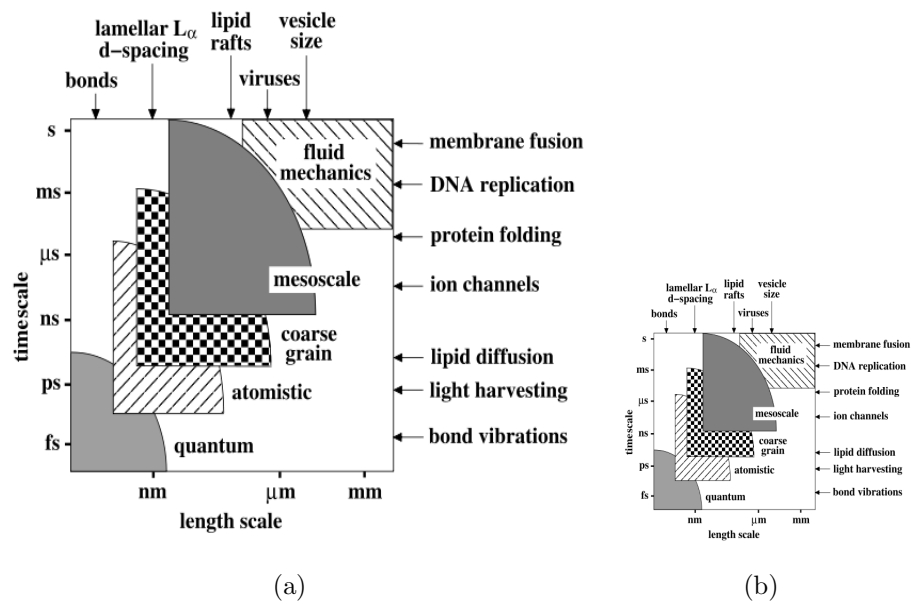 lamellar Lα
d−spacing
lipid
rafts
vesicle
size
bonds
viruses
s
ms
μs
ns
ps
fs
timescale
fluid
mechanics
mesoscale
coarse
grain
atomistic
quantum
membrane fusion
DNA replication
protein folding
ion channels
lipid diffusion
light harvesting
bond vibrations
nm
μm
mm
length scale
(a)
lamellar Lα
d−spacing
lipid
rafts
vesicle
size
bonds
viruses
s
ms
μs
ns
ps
fs
timescale
fluid
mechanics
mesoscale
coarse
grain
atomistic
quantum
membrane fusion
DNA replication
protein folding
ion channels
lipid diffusion
light harvesting
bond vibrations
nm
μm
mm
length scale
(b)